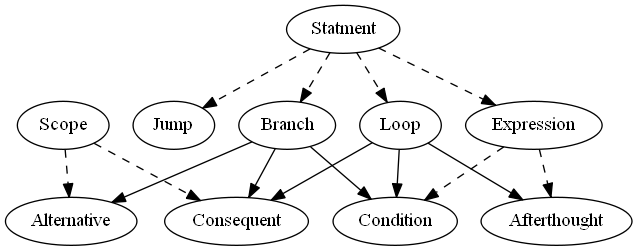 Statment
Scope
Jump
Branch
Loop
Expression
Alternative
Consequent
Condition
Afterthought